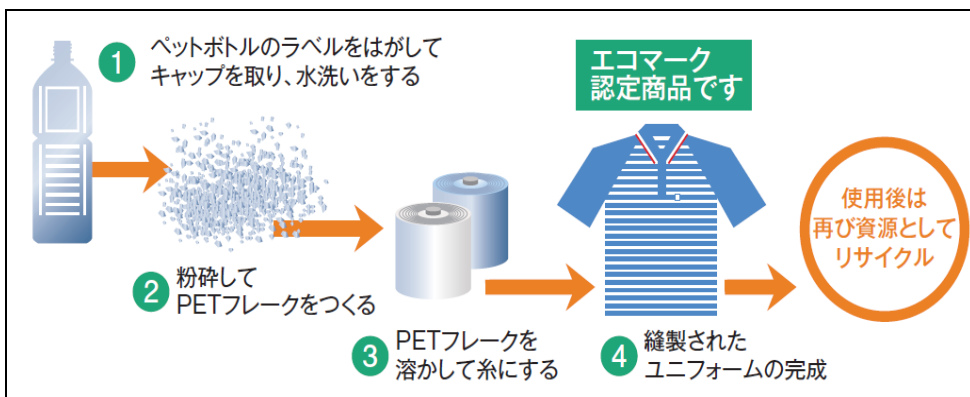 1 ペットボトルのラベルをはがして
キャップを取り、水洗いをする
2 粉砕して
PETフレークをつくる
3 PETフレークを
溶かして糸にする
エコマーク
認定商品です
4 縫製された
ユニフォームの完成
使用後は
再び資源として
リサイクル